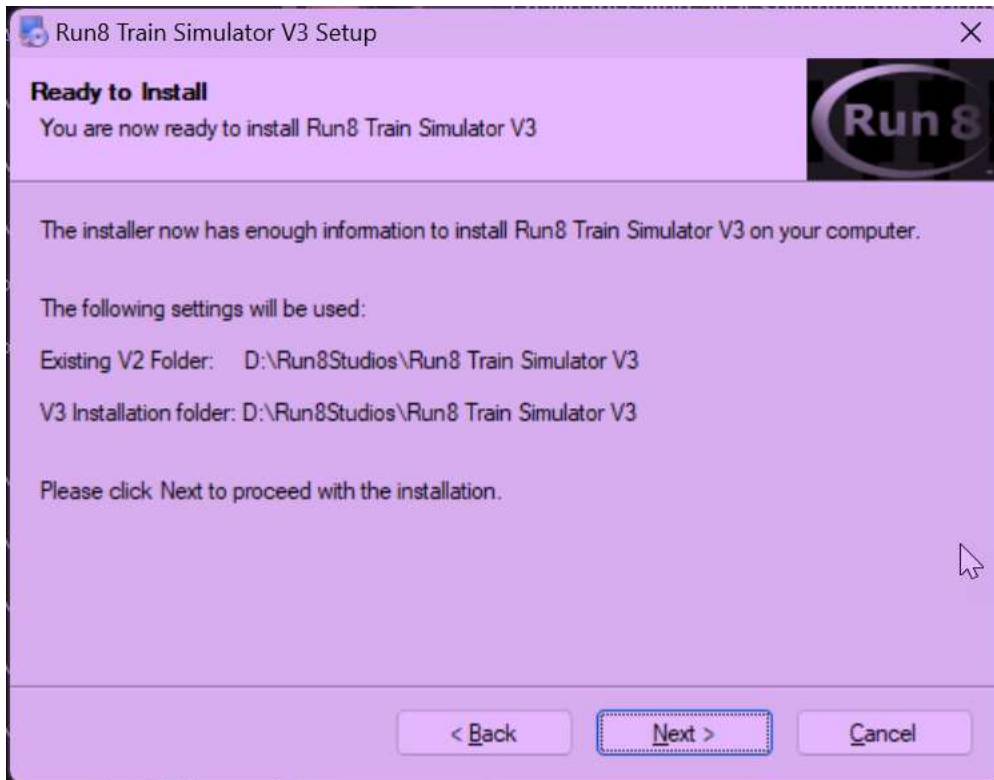 Run8 Train Simulator V3 Setup
Ready to Install
You are now ready to install Run8 Train Simulator V3
Run 8
The installer now has enough information to install Run8 Train Simulator V3 on your computer.
The following settings will be used:
Existing V2 Folder: D:\Run8Studios\Run8 Train Simulator V3
V3 Installation folder: D:\Run8Studios\Run8 Train Simulator V3
Please click Next to proceed with the installation.
< Back
Next >
Cancel